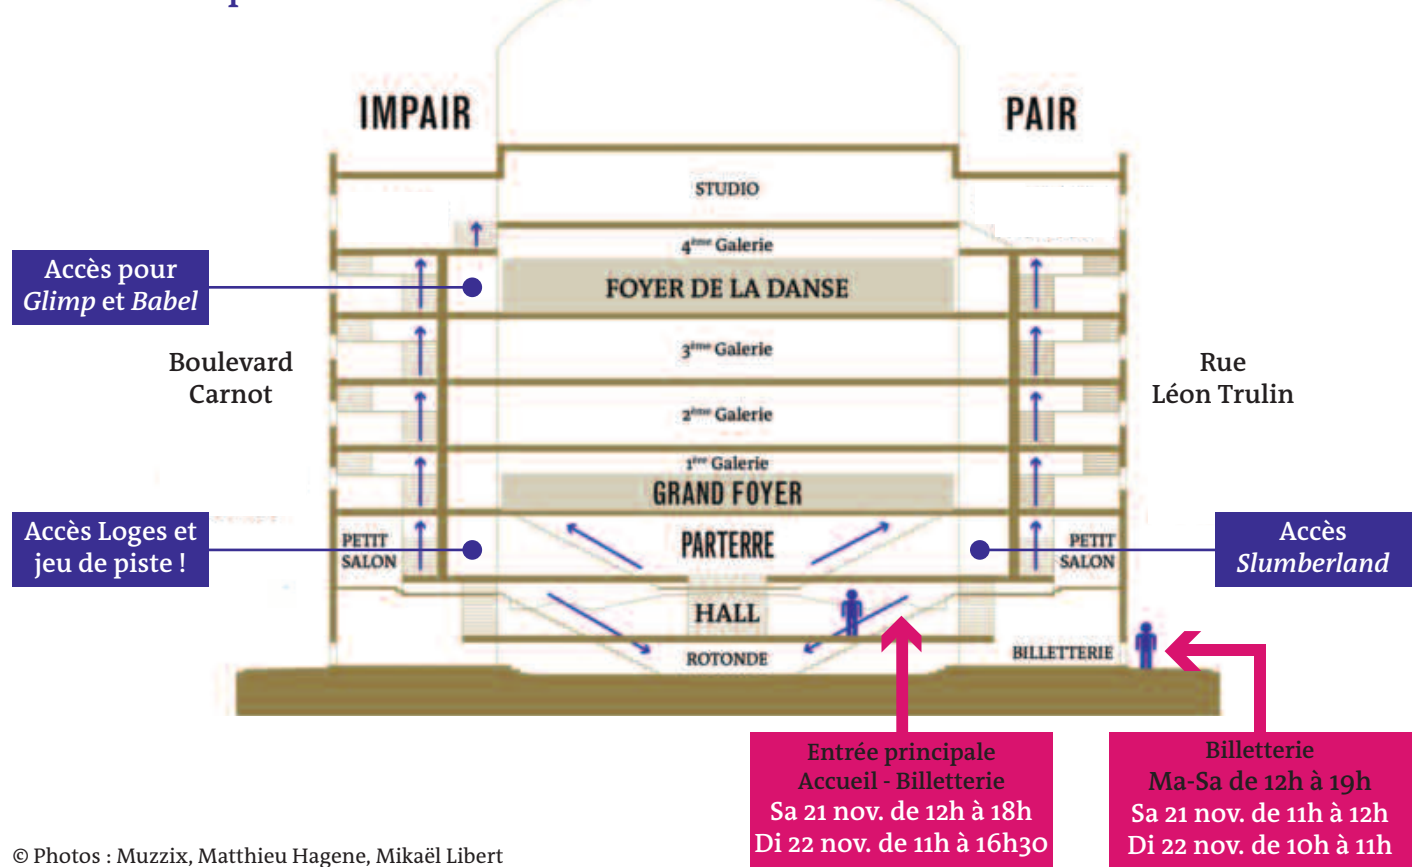 IMPAIR
PAIR
STUDIO
4ème Galerie
FOYER DE LA DANSE
Accès pour
Glimp et Babel
3ème Galerie
Boulevard
Carnot
Rue
Léon Trulin
2ème Galerie
1ère Galerie
GRAND FOYER
Accès Loges et
jeu de piste !
PETIT
SALON
PARTERRE
PETIT
SALON
Accès
Slumberland
HALL
ROTONDE
BILLETTERIE
Entrée principale
Accueil - Billetterie
Sa 21 nov. de 12h à 18h
Di 22 nov. de 11h à 16h30
Billetterie
Ma-Sa de 12h à 19h
Sa 21 nov. de 11h à 12h
Di 22 nov. de 10h à 11h
© Photos : Muzzix, Matthieu Hagene, Mikaël Libert